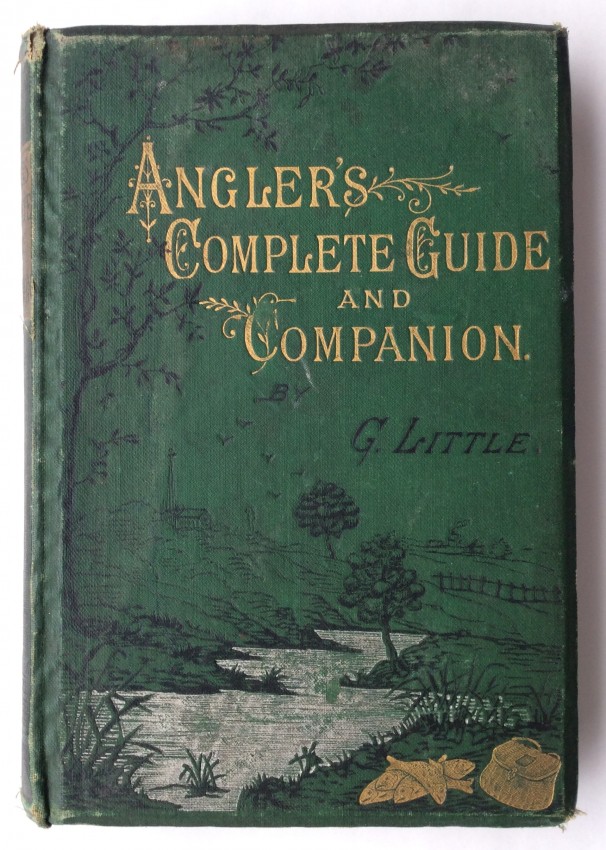 ANGLER'S
COMPLETE GUIDE
AND
COMPANION.
BY
G. LITTLE.